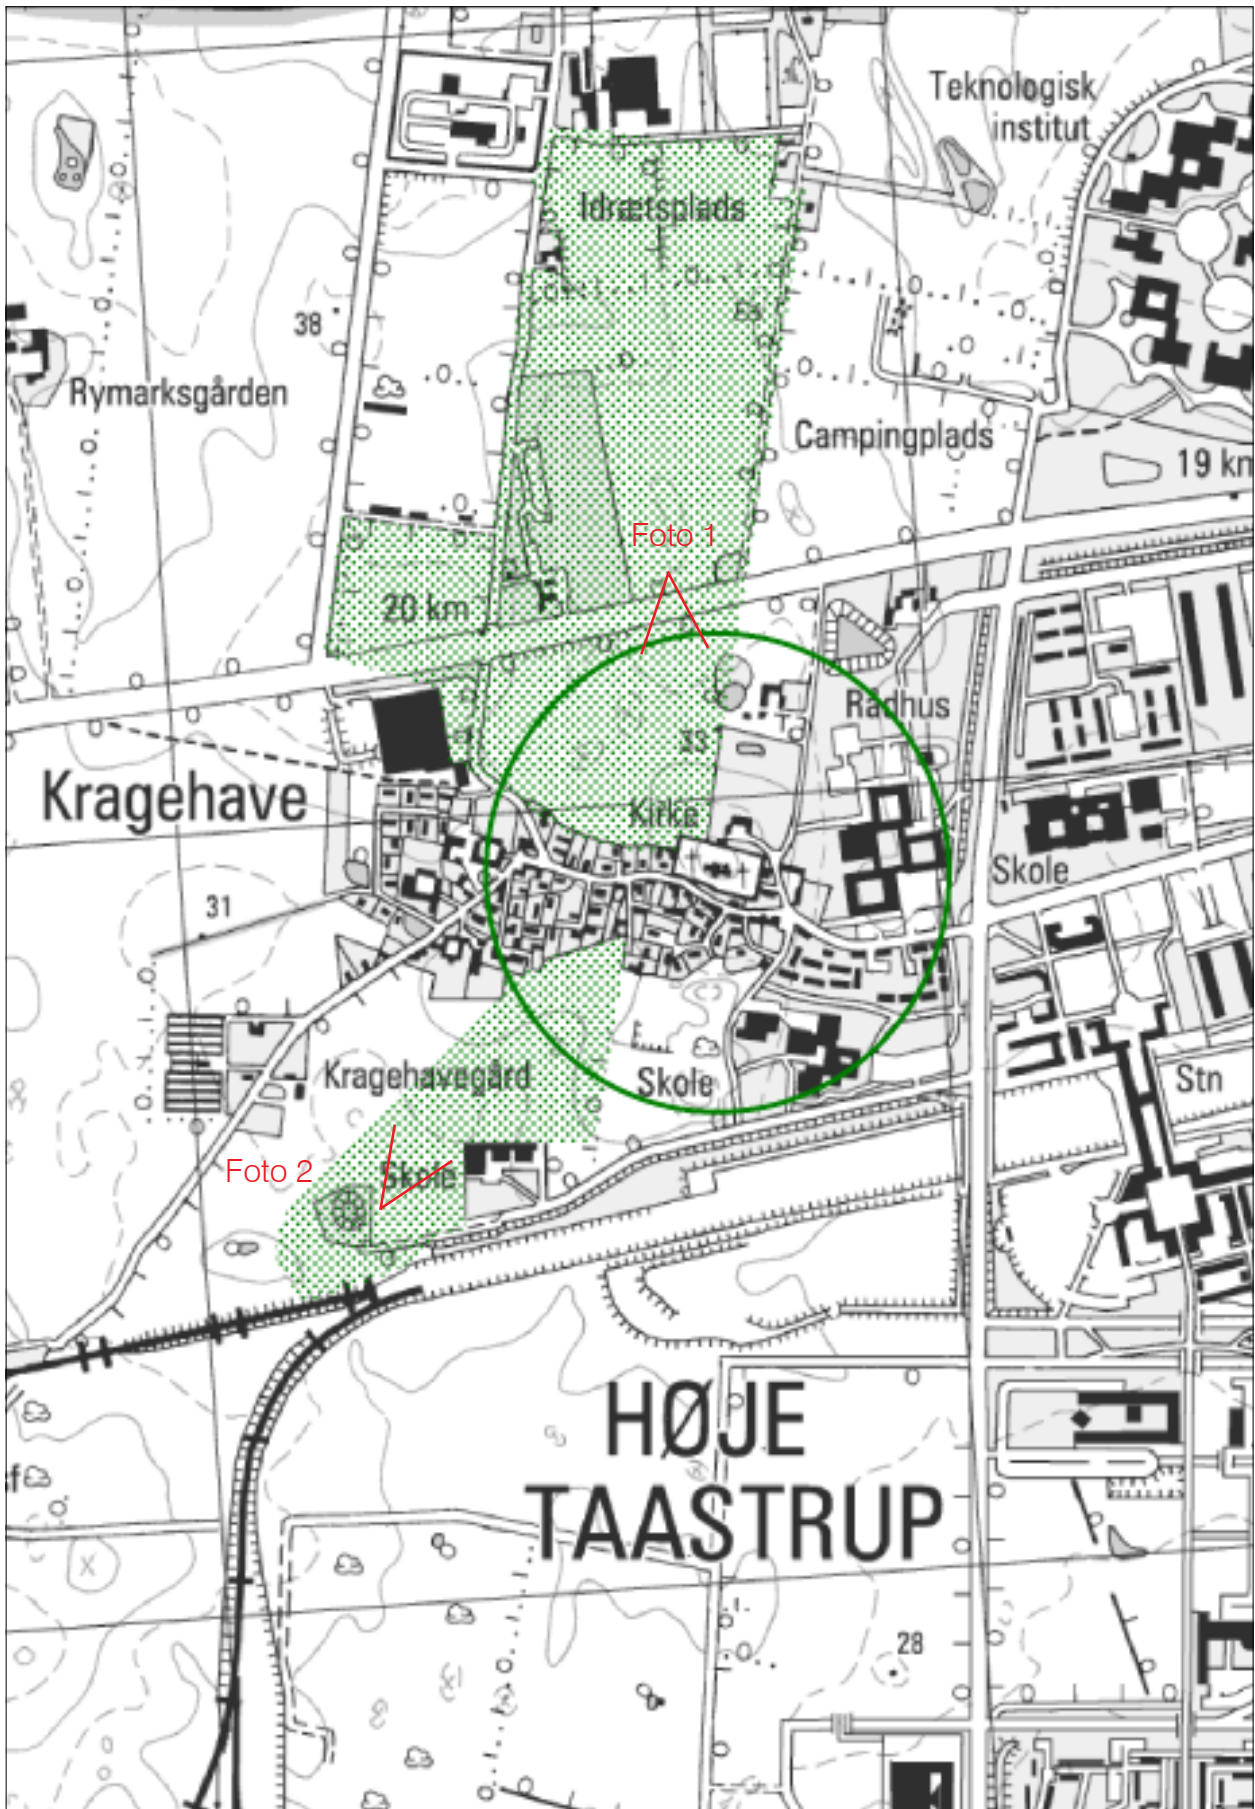 Teknologisk
institut
Idrætsplads
38
Rymarksgården
Campingplads
19 km
Foto 1
20 km
Rådhus
33
Kragehave
Kirke
Skole
31
Kragehavegård
Skole
Stn
Foto 2
Skole
HØJE
TAASTRUP
28